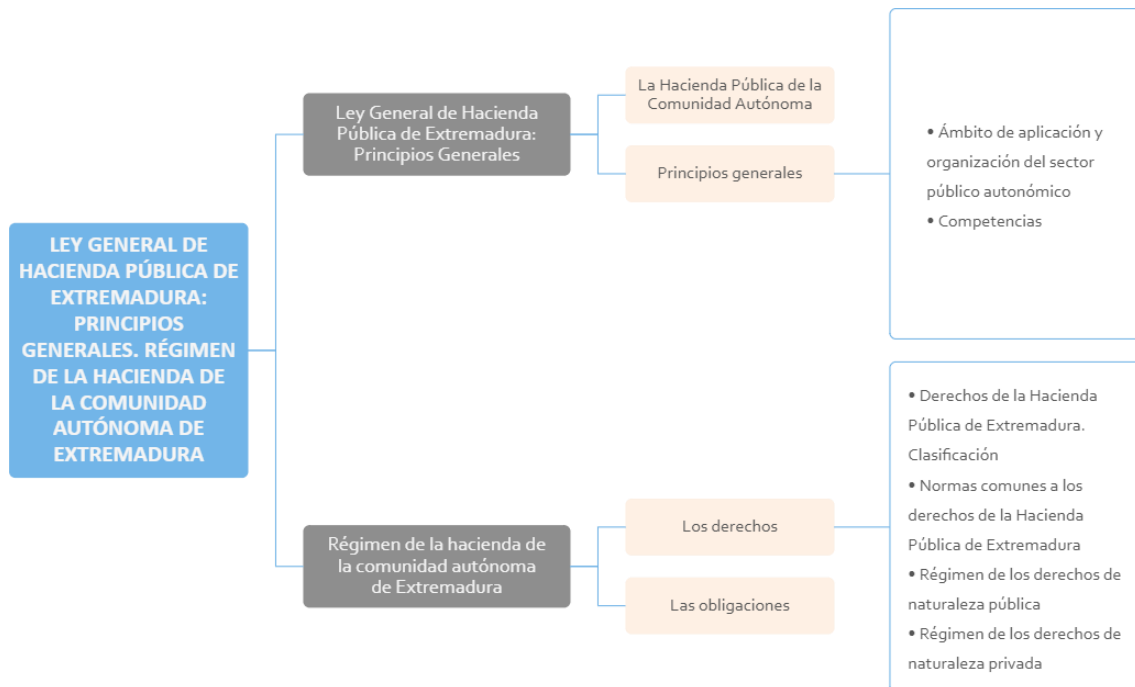 LEY GENERAL DE
HACIENDA PÚBLICA DE
EXTREMADURA:
PRINCIPIOS
GENERALES. RÉGIMEN
DE LA HACIENDA DE
LA COMUNIDAD
AUTÓNOMA DE
EXTREMADURA
Ley General de Hacienda
Pública de Extremadura:
Principios Generales
La Hacienda Pública de la
Comunidad Autónoma
Principios generales
• Ámbito de aplicación y
organización del sector
público autonómico
• Competencias
Régimen de la hacienda de
la comunidad autónoma
de Extremadura
Los derechos
Las obligaciones
• Derechos de la Hacienda
Pública de Extremadura.
Clasificación
• Normas comunes a los
derechos de la Hacienda
Pública de Extremadura
• Régimen de los derechos de
naturaleza pública
• Régimen de los derechos de
naturaleza privada